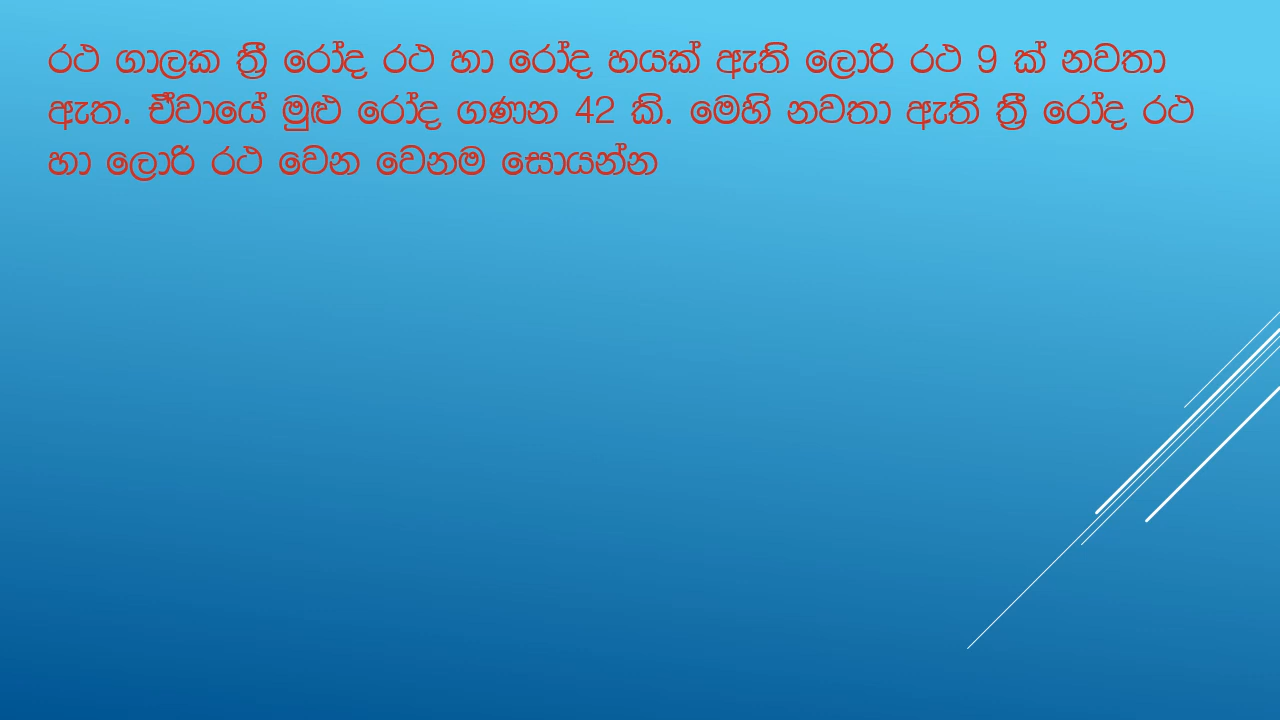 රථ ගාලක ත්‍රී රෝද රථ හා රෝද හයක් ඇති ලොරි රථ 9 ක් නවතා
ඇත. ඒවායේ මුළු රෝද ගණන 42 කි. මෙහි නවතා ඇති ත්‍රී රෝද රථ
හා ලොරි රථ වෙන වෙනම සොයන්න